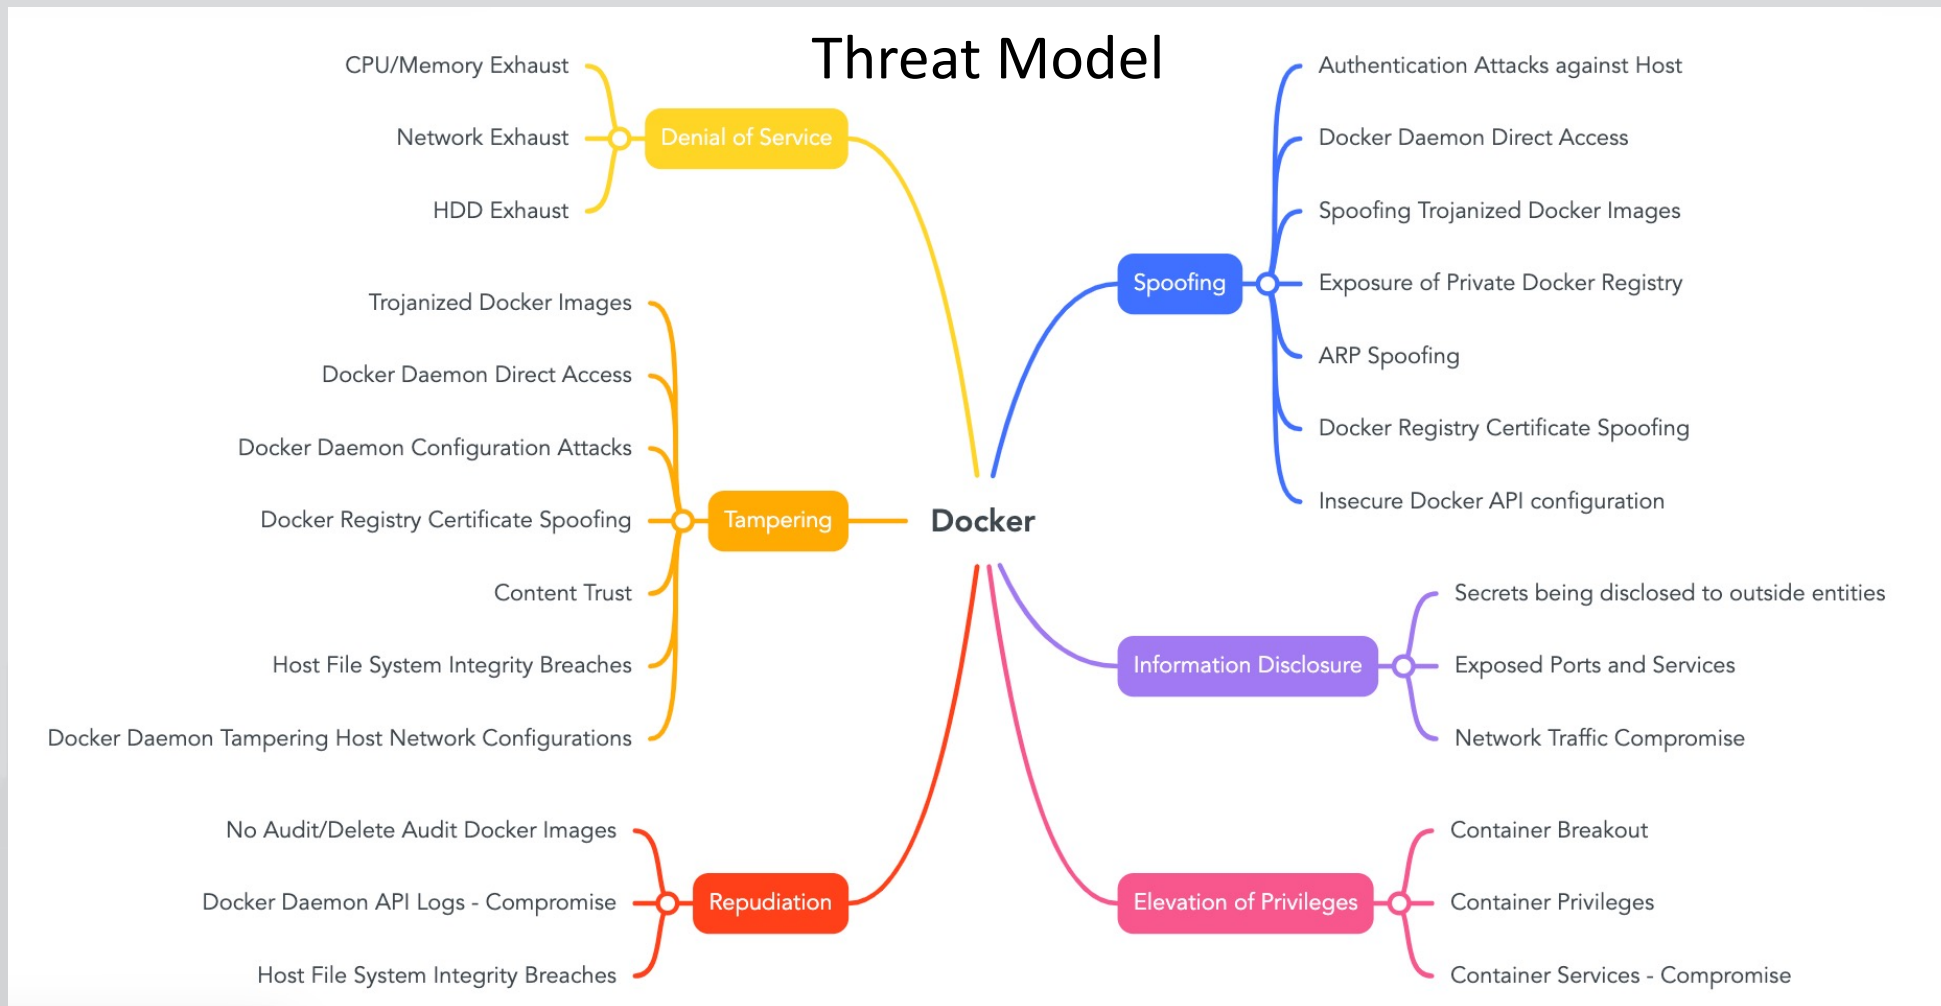 Threat Model
CPU/Memory Exhaust
Network Exhaust
HDD Exhaust
Denial of Service
Trojanized Docker Images
Docker Daemon Direct Access
Docker Daemon Configuration Attacks
Docker Registry Certificate Spoofing
Content Trust
Host File System Integrity Breaches
Docker Daemon Tampering Host Network Configurations
Tampering
No Audit/Delete Audit Docker Images
Docker Daemon API Logs - Compromise
Host File System Integrity Breaches
Repudiation
Docker
Spoofing
Authentication Attacks against Host
Docker Daemon Direct Access
Spoofing Trojanized Docker Images
Exposure of Private Docker Registry
ARP Spoofing
Docker Registry Certificate Spoofing
Insecure Docker API configuration
Information Disclosure
Secrets being disclosed to outside entities
Exposed Ports and Services
Network Traffic Compromise
Elevation of Privileges
Container Breakout
Container Privileges
Container Services - Compromise